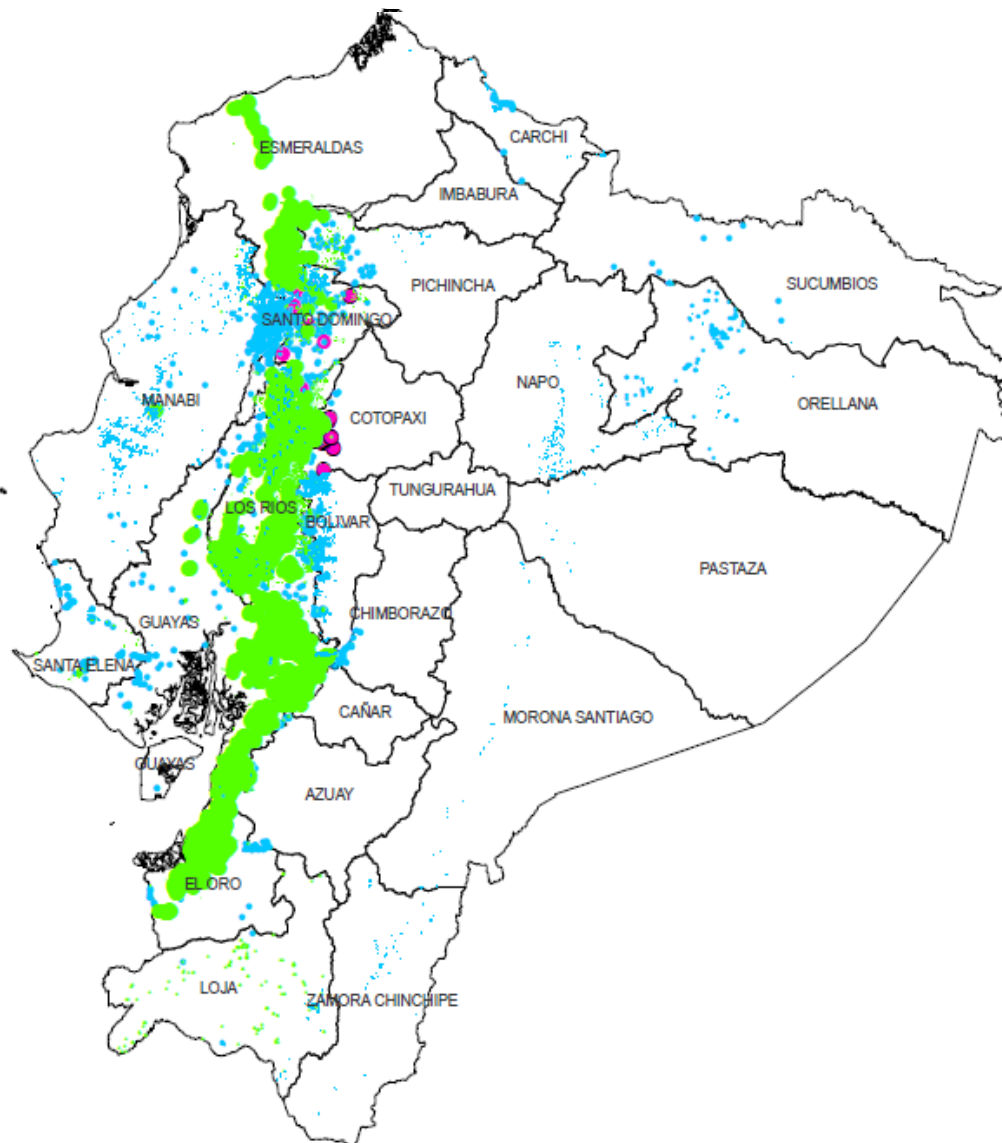 CARCHI
ESMERALDAS
IMBABURA
PICHINCHA
SUCUMBIOS
SANTO DOMINGO
NAPO
MANABI
ORELLANA
COTOPAXI
TUNGURAHUA
LOS RIOS
BOLIVAR
PASTAZA
CHIMBORAZO
GUAYAS
SANTA ELENA
CAÑAR
MORONA SANTIAGO
GUAYAS
AZUAY
EL ORO
LOJA
ZAMORA CHINCHIPE